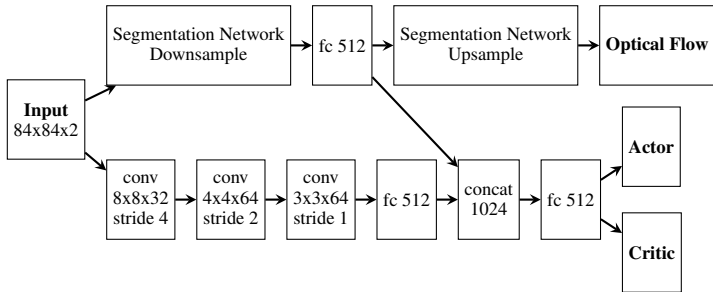 Segmentation Network
Downsample
fc 512
Segmentation Network
Upsample
Optical Flow
Input
84x84x2
conv
8x8x32
stride 4
conv
4x4x64
stride 2
conv
3x3x64
stride 1
fc 512
concat
1024
fc 512
Actor
Critic